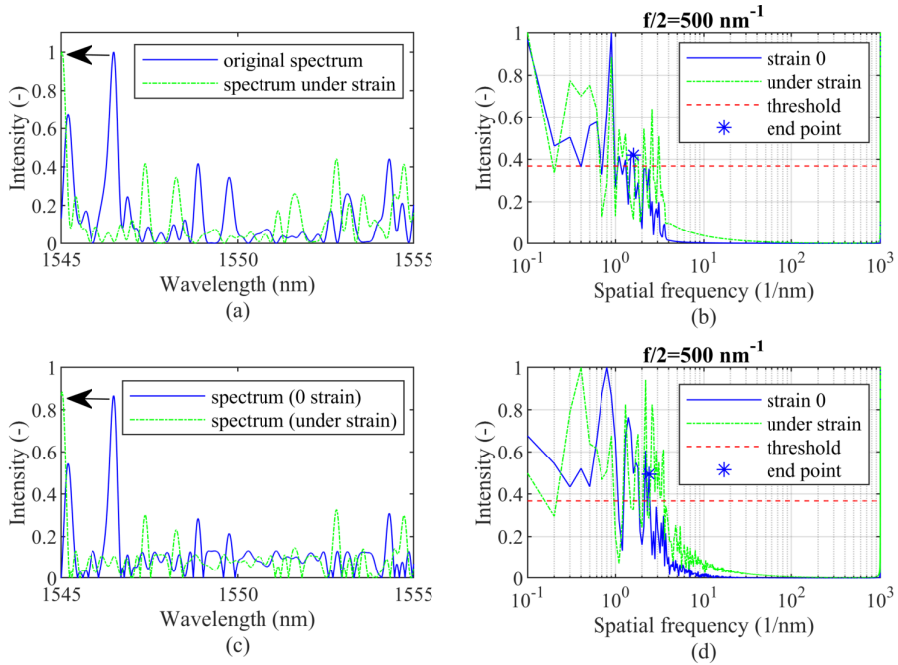 1
0.8
0.6
0.4
0.2
0
1545
1550
1555
Intensity (-)
Wavelength (nm)
original spectrum
spectrum under strain
(a)
f/2=500 nm-1
1
0.8
0.6
0.4
0.2
0
10-1
100
101
102
103
Intensity (-)
Spatial frequency (1/nm)
strain 0
under strain
threshold
end point
(b)
1
0.8
0.6
0.4
0.2
0
1545
1550
1555
Intensity (-)
Wavelength (nm)
spectrum (0 strain)
spectrum (under strain)
(c)
f/2=500 nm-1
1
0.8
0.6
0.4
0.2
0
10-1
100
101
102
103
Intensity (-)
Spatial frequency (1/nm)
strain 0
under strain
threshold
end point
(d)